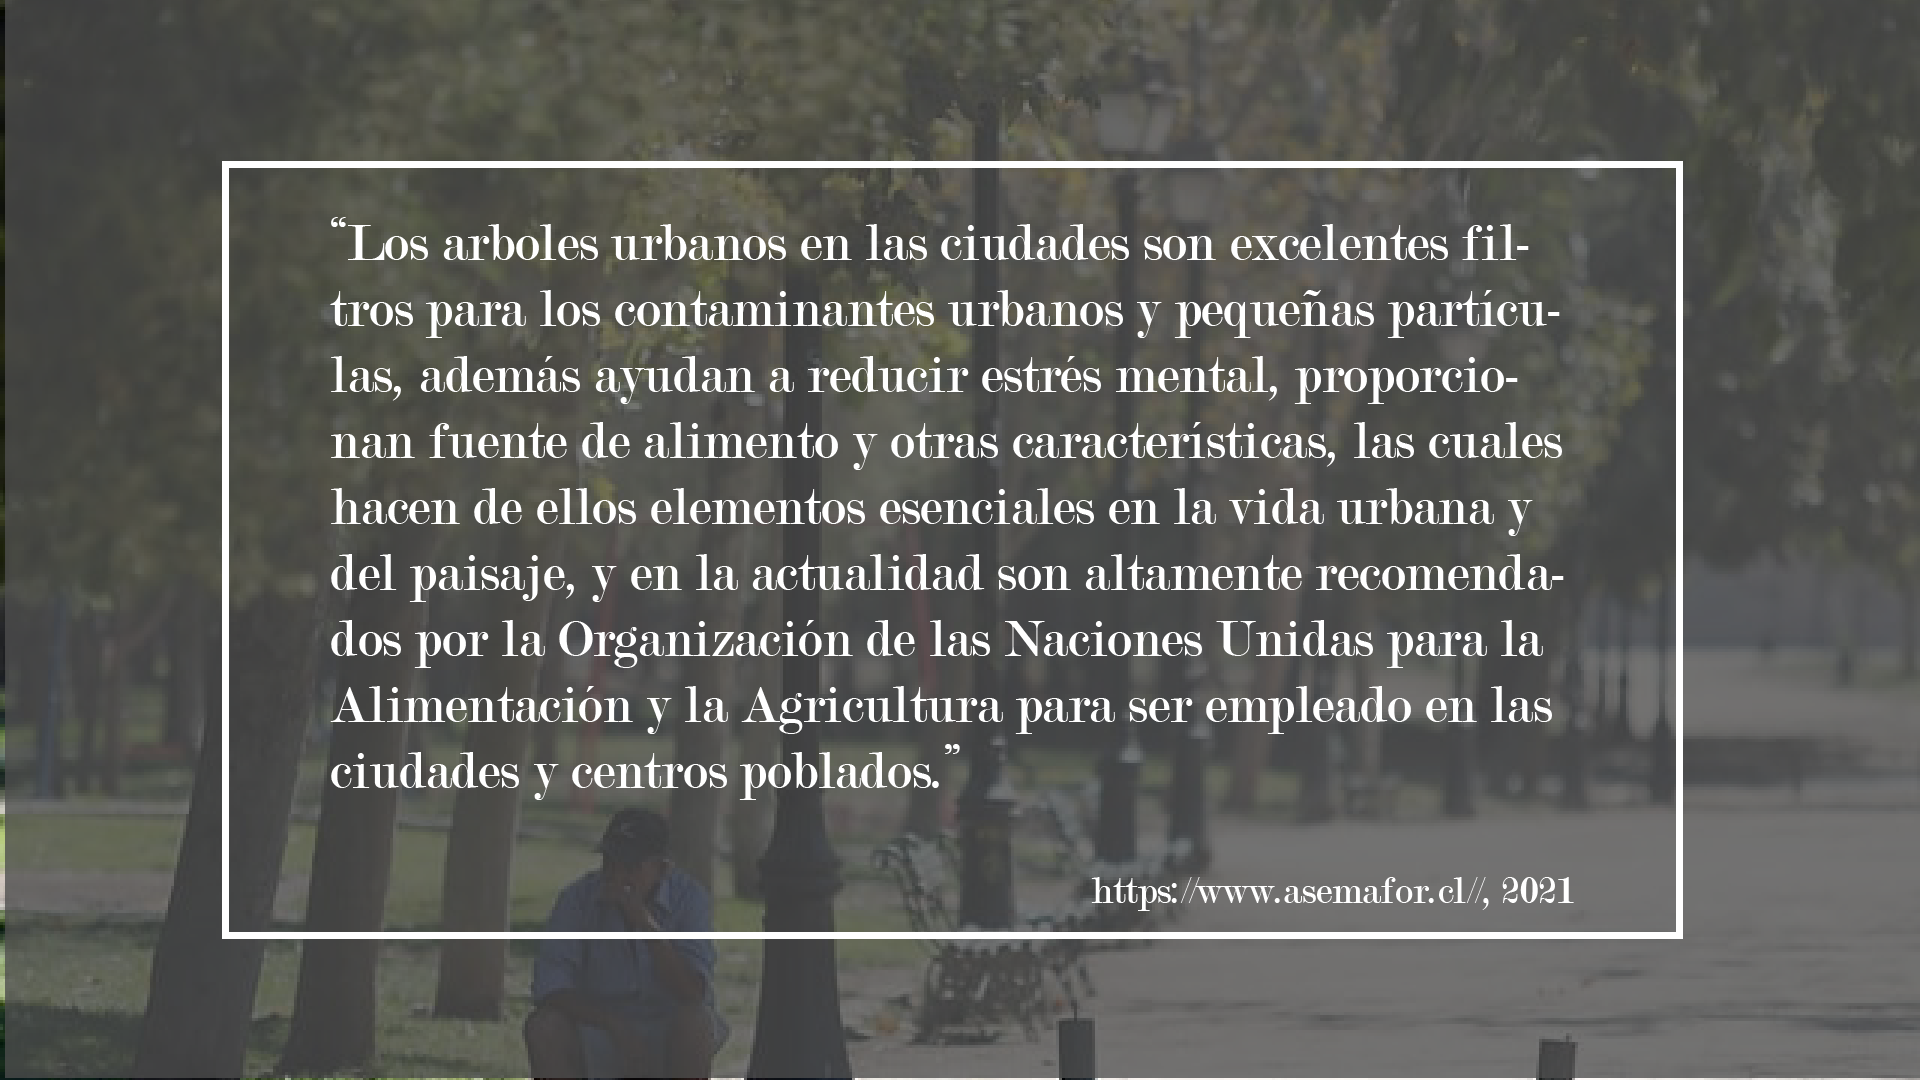 “Los arboles urbanos en las ciudades son excelentes fil-
tros para los contaminantes urbanos y pequeñas partícu-
las, además ayudan a reducir estrés mental, proporcio-
nan fuente de alimento y otras características, las cuales
hacen de ellos elementos esenciales en la vida urbana y
del paisaje, y en la actualidad son altamente recomenda-
dos por la Organización de las Naciones Unidas para la
Alimentación y la Agricultura para ser empleado en las
ciudades y centros poblados.”
https://www.asemafor.cl//, 2021